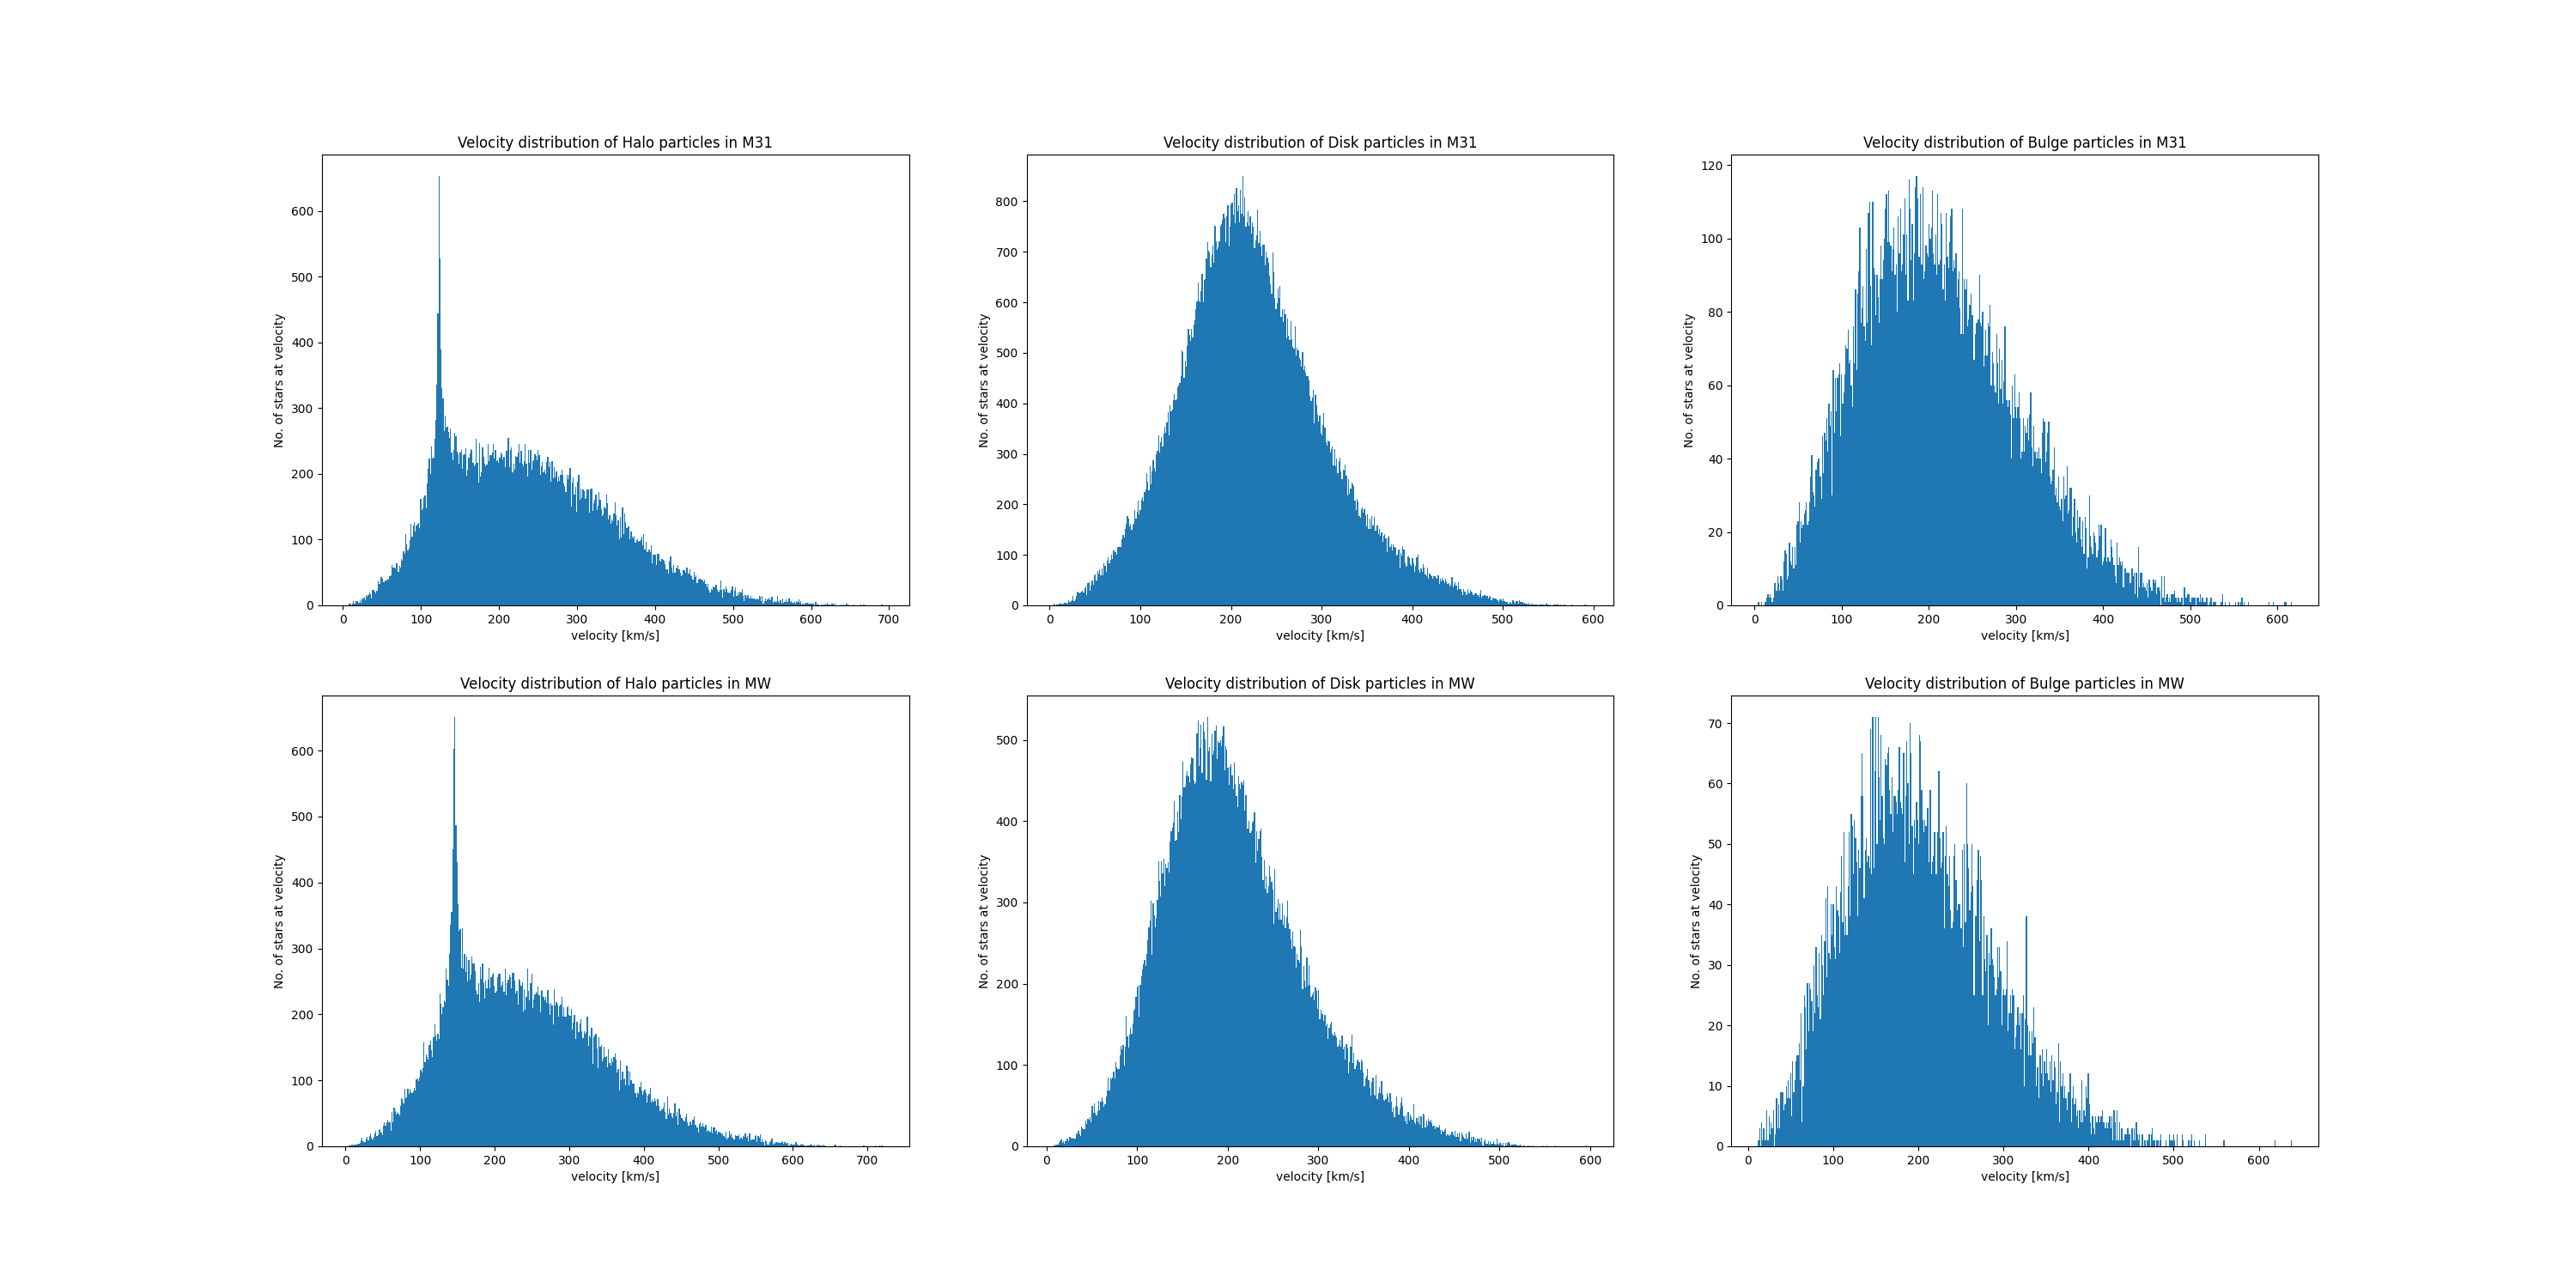 Velocity distribution of Halo particles in M31
No. of stars at velocity
600
500
400
300
200
100
0
0 100 200 300 400 500 600 700
velocity [km/s]
Velocity distribution of Disk particles in M31
No. of stars at velocity
800
700
600
500
400
300
200
100
0
0 100 200 300 400 500 600
velocity [km/s]
Velocity distribution of Bulge particles in M31
No. of stars at velocity
120
100
80
60
40
20
0
0 100 200 300 400 500 600
velocity [km/s]
Velocity distribution of Halo particles in MW
No. of stars at velocity
600
500
400
300
200
100
0
0 100 200 300 400 500 600 700
velocity [km/s]
Velocity distribution of Disk particles in MW
No. of stars at velocity
500
400
300
200
100
0
0 100 200 300 400 500 600
velocity [km/s]
Velocity distribution of Bulge particles in MW
No. of stars at velocity
70
60
50
40
30
20
10
0
0 100 200 300 400 500 600
velocity [km/s]